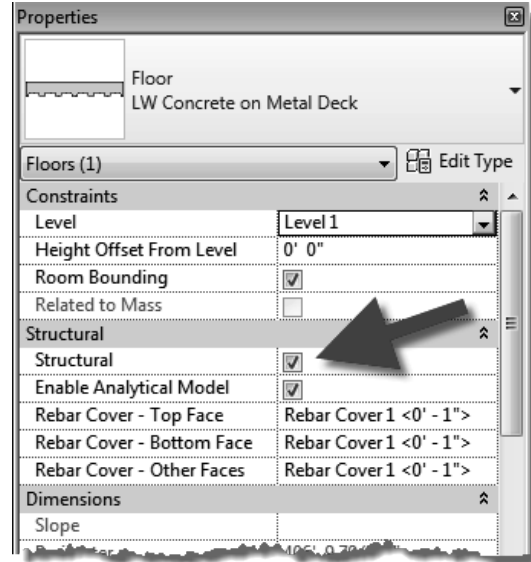 Properties
Floor
LW Concrete on Metal Deck
Floors (1) Edit Type
Constraints
Level Level 1
Height Offset From Level 0' 0"
Room Bounding
Related to Mass
Structural
Structural
Enable Analytical Model
Rebar Cover - Top Face Rebar Cover 1 <0' - 1">
Rebar Cover - Bottom Face Rebar Cover 1 <0' - 1">
Rebar Cover - Other Faces Rebar Cover 1 <0' - 1">
Dimensions
Slope